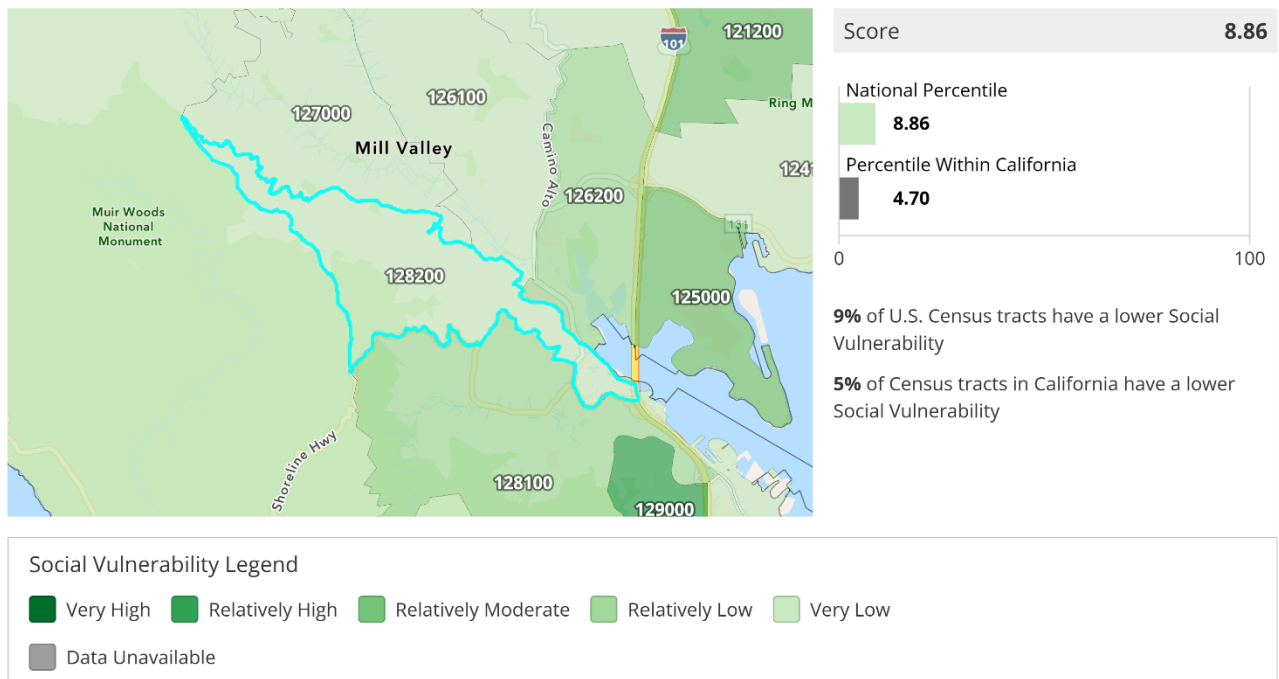 101
121200
Ring M
126100
127000
Mill Valley
Camino Alto
1241
126200
Muir Woods
National
Monument
131
128200
125000
Shoreline Hwy
128100
129000
Score 8.86
National Percentile
8.86
Percentile Within California
4.70
0 100
9% of U.S. Census tracts have a lower Social
Vulnerability
5% of Census tracts in California have a lower
Social Vulnerability
Social Vulnerability Legend
Very High Relatively High Relatively Moderate Relatively Low Very Low
Data Unavailable